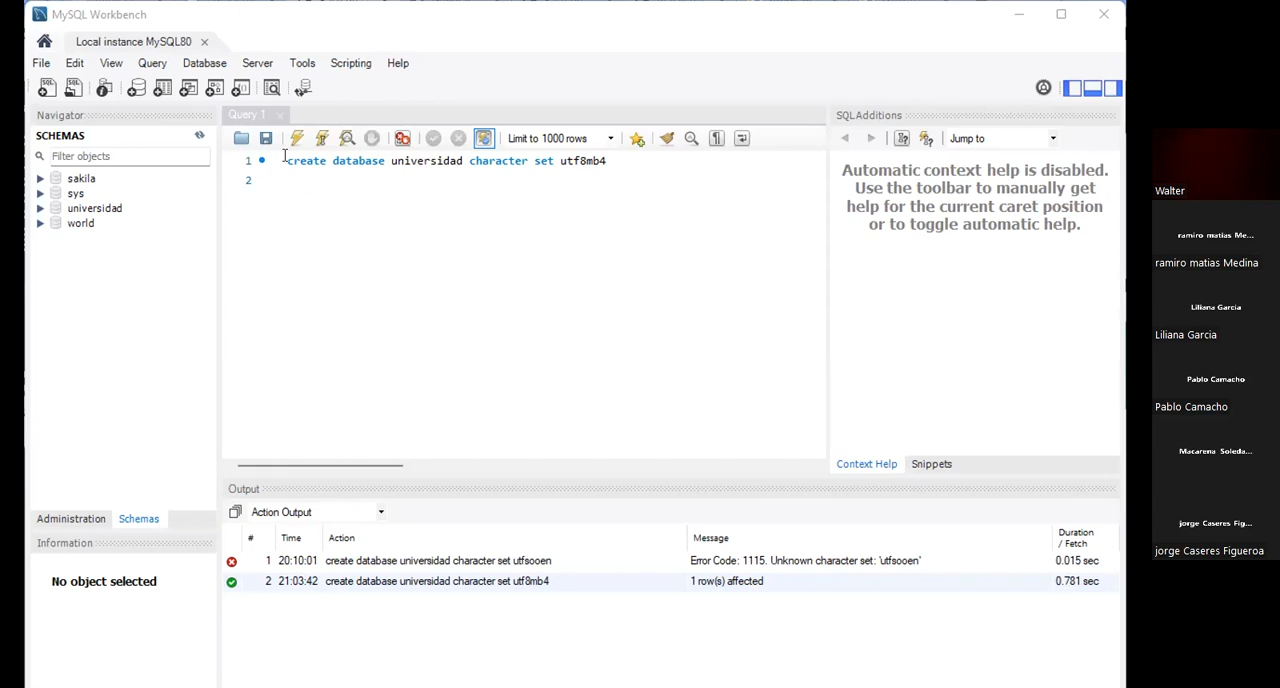 MySQL Workbench
Local instance MySQL80
File Edit View Query Database Server Tools Scripting Help
Navigator
SCHEMAS
Filter objects
sakila
sys
universidad
world
Administration Schemas
Information
No object selected
Query 1
Limit to 1000 rows
1 create database universidad character set utf8mb4
2
SQLAdditions
Jump to
Automatic context help is disabled.
Use the toolbar to manually get
help for the current caret position
or to toggle automatic help.
Context Help Snippets
Output
Action Output
# Time Action Message Duration / Fetch
1 20:10:01 create database universidad character set utfsooen Error Code: 1115. Unknown character set: 'utfsooen' 0.015 sec
2 21:03:42 create database universidad character set utf8mb4 1 row(s) affected 0.781 sec
Walter
ramiro matias Me...
ramiro matias Medina
Liliana Garcia
Liliana Garcia
Pablo Camacho
Pablo Camacho
Macarena Soleda...
jorge Caseres Fig...
jorge Caseres Figueroa